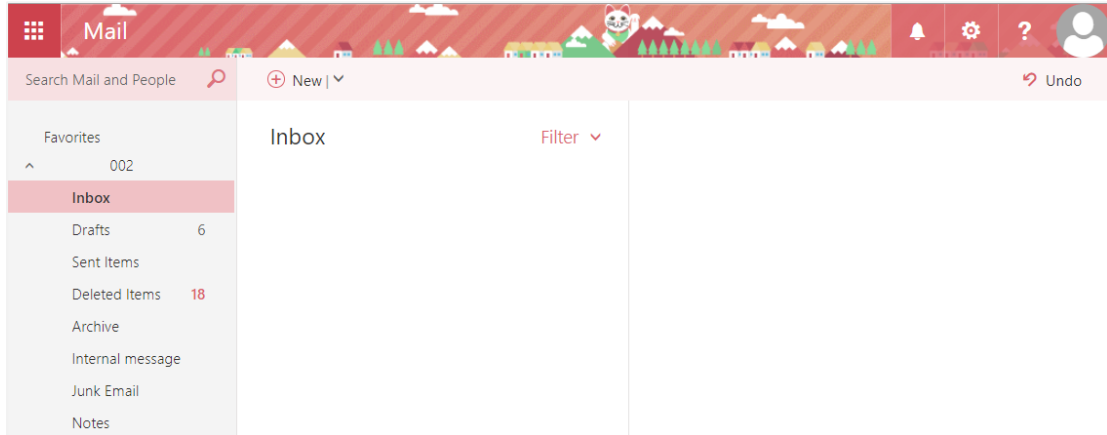 Mail
?
Search Mail and People
New |
Undo
Favorites
002
Inbox
Drafts 6
Sent Items
Deleted Items 18
Archive
Internal message
Junk Email
Notes
Inbox
Filter